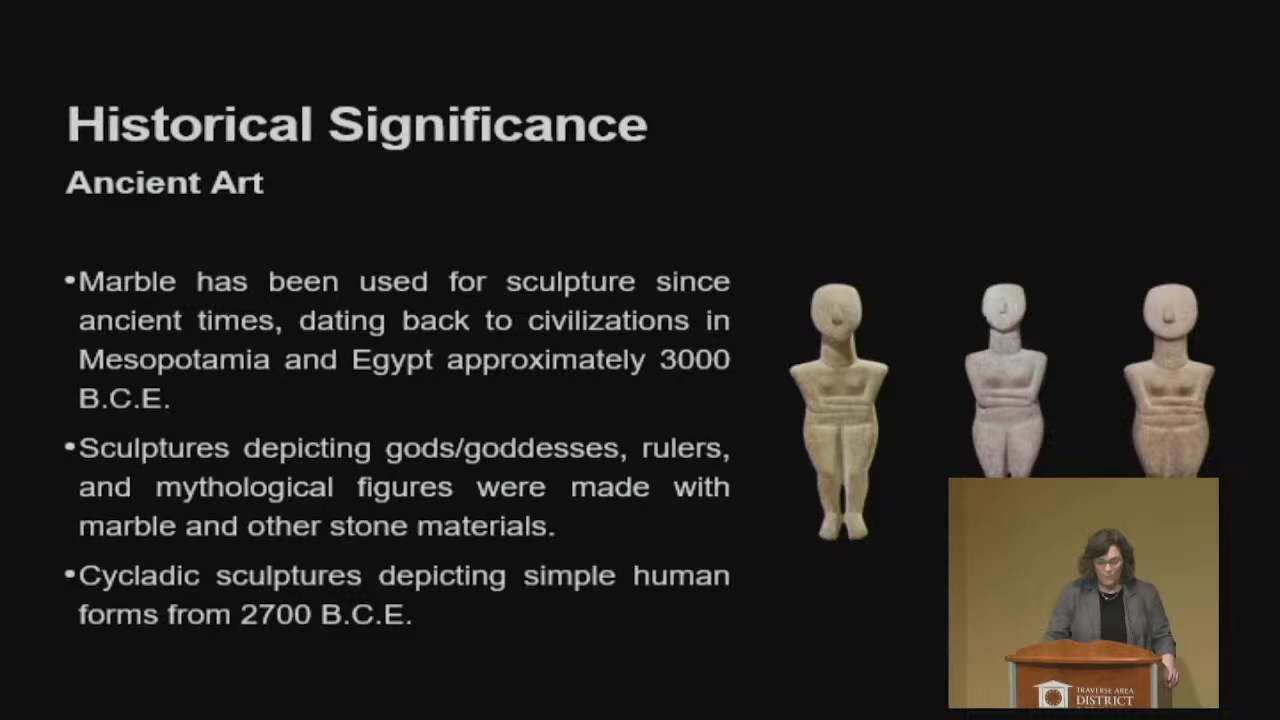 Historical Significance
Ancient Art
•Marble has been used for sculpture since
ancient times, dating back to civilizations in
Mesopotamia and Egypt approximately 3000
B.C.E.
•Sculptures depicting gods/goddesses, rulers,
and mythological figures were made with
marble and other stone materials.
•Cycladic sculptures depicting simple human
forms from 2700 B.C.E.
TRAVERSE AREA
DISTRICT